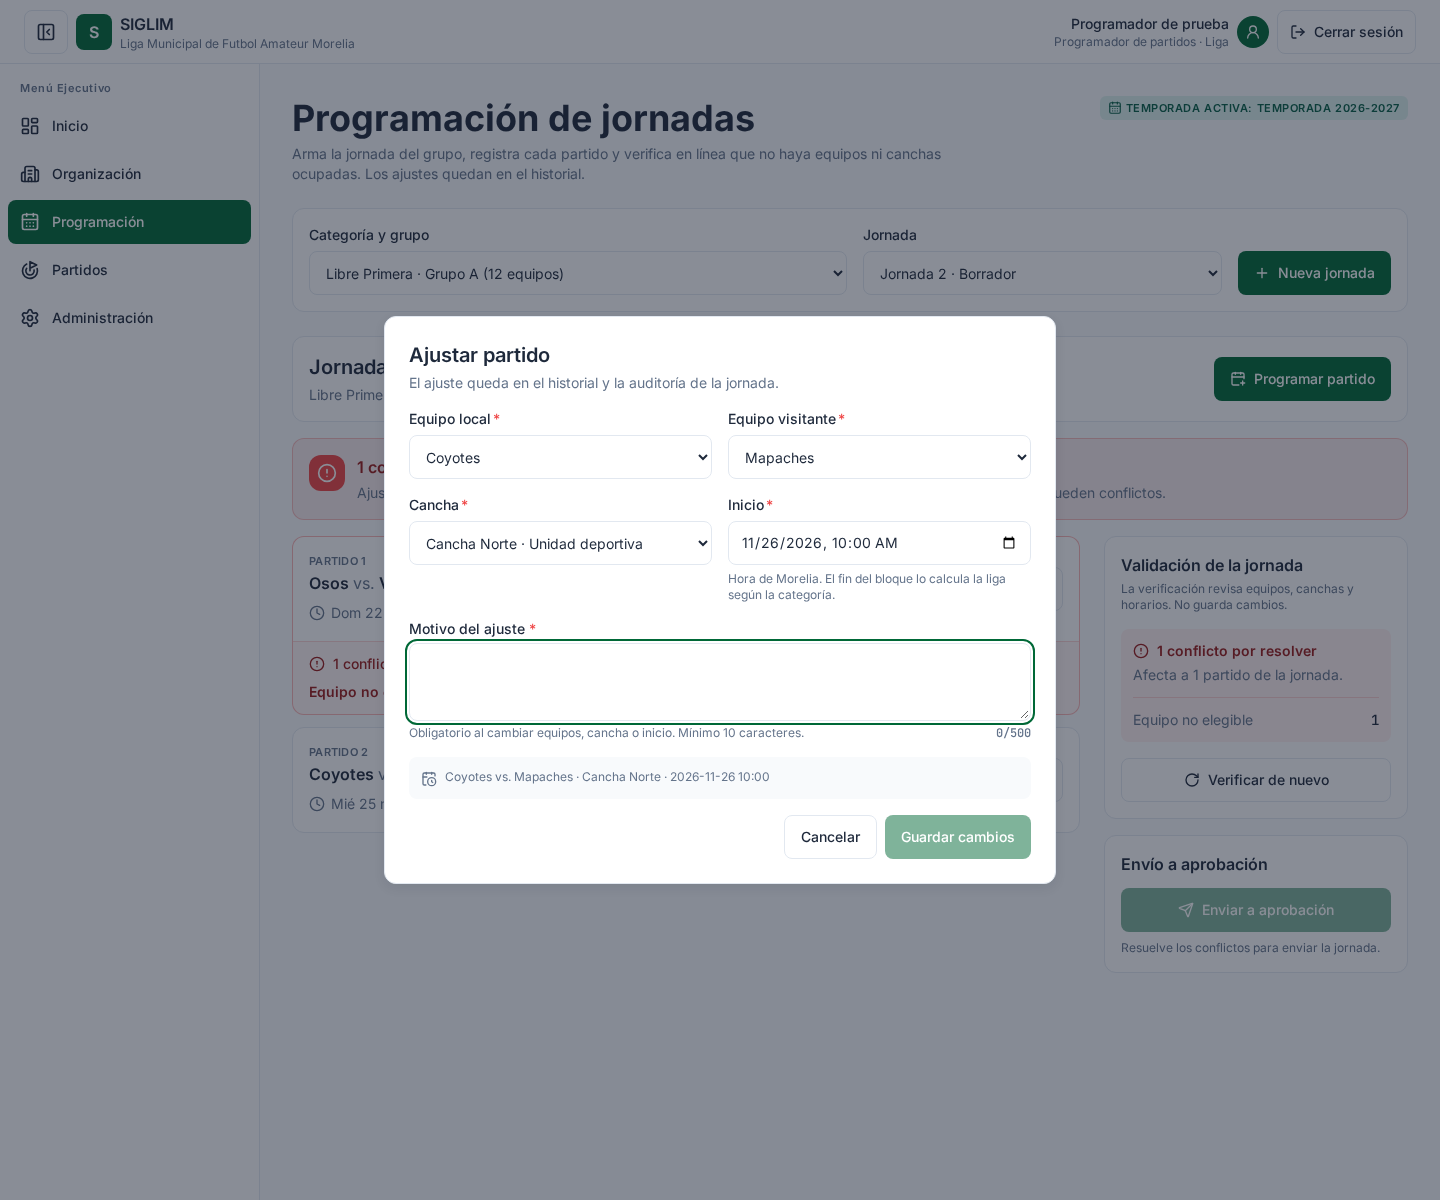 S
SIGLIM
Liga Municipal de Futbol Amateur Morelia
Programador de prueba
Programador de partidos · Liga
Cerrar sesión
Menú Ejecutivo
Inicio
Organización
Programación
Partidos
Administración
Programación de jornadas
TEMPORADA ACTIVA: TEMPORADA 2026-2027
Arma la jornada del grupo, registra cada partido y verifica en línea que no haya equipos ni canchas
ocupadas. Los ajustes quedan en el historial.
Categoría y grupo
Jornada
Libre Primera · Grupo A (12 equipos)
Jornada 2 · Borrador
Nueva jornada
Jornada
Libre Prime
Programar partido
1 co
Ajus
ueden conflictos.
Ajustar partido
El ajuste queda en el historial y la auditoría de la jornada.
Equipo local *
Equipo visitante *
Coyotes
Mapaches
Cancha *
Inicio *
Cancha Norte · Unidad deportiva
11/26/2026, 10:00 AM
Hora de Morelia. El fin del bloque lo calcula la liga
según la categoría.
Motivo del ajuste *
Obligatorio al cambiar equipos, cancha o inicio. Mínimo 10 caracteres.
0/500
Coyotes vs. Mapaches · Cancha Norte · 2026-11-26 10:00
Cancelar
Guardar cambios
PARTIDO 1
Osos vs.
Dom 22
1 conflic
Equipo no
PARTIDO 2
Coyotes
Mié 25
Validación de la jornada
La verificación revisa equipos, canchas y
horarios. No guarda cambios.
1 conflicto por resolver
Afecta a 1 partido de la jornada.
Equipo no elegible
1
Verificar de nuevo
Envío a aprobación
Enviar a aprobación
Resuelve los conflictos para enviar la jornada.